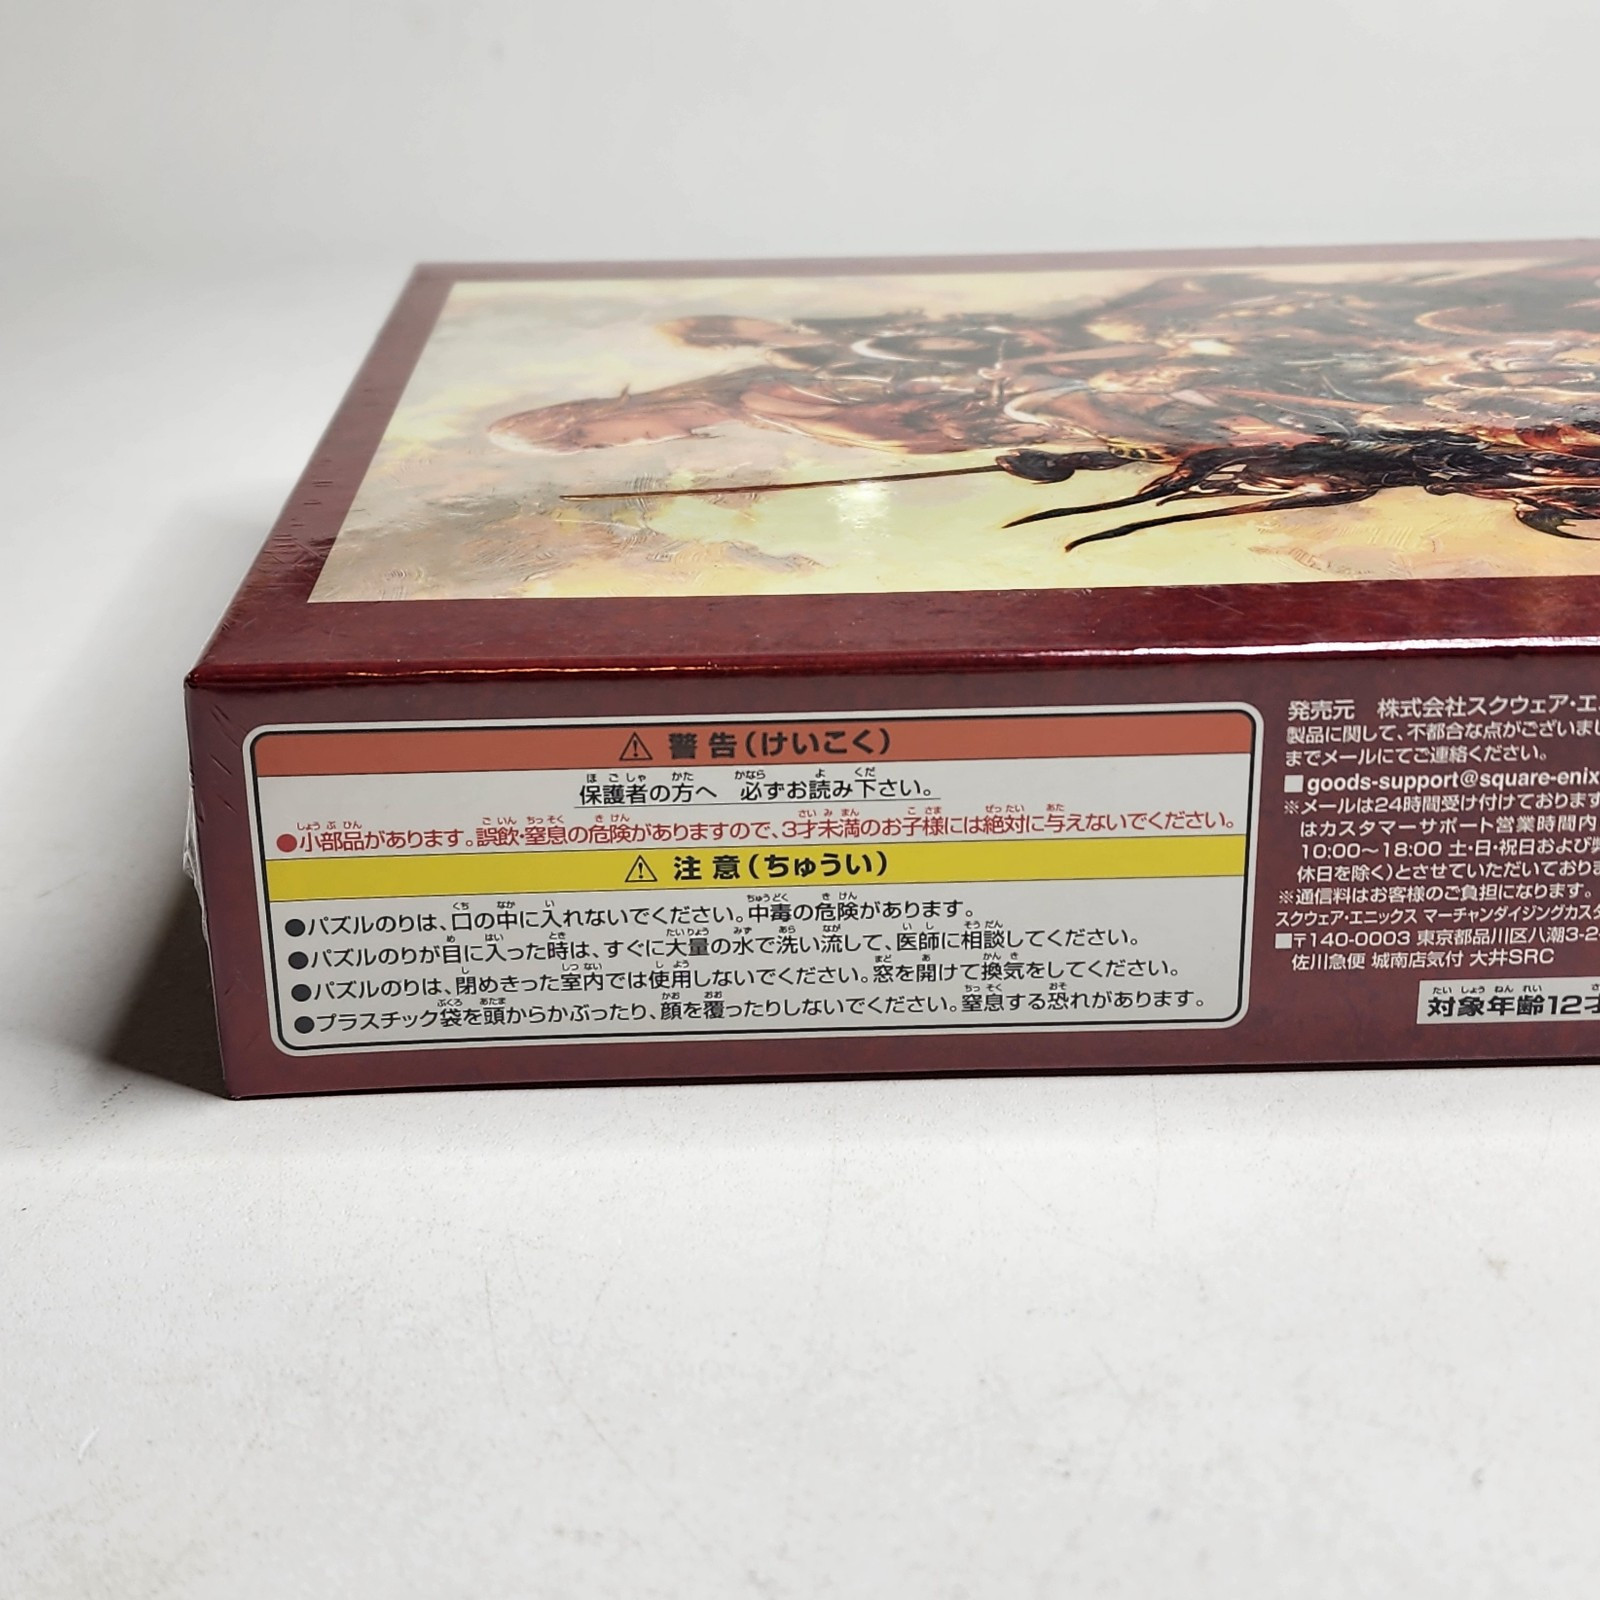 ⚠ 警告(けいこく)
保護者の方へ 必ずお読み下さい。
●小部品があります。誤飲・窒息の危険がありますので、3才未満のお子様には絶対に与えないでください。
⚠ 注意(ちゅうい)
●パズルのりは、口の中に入れないでください。中毒の危険があります。
●パズルのりが目に入った時は、すぐに大量の水で洗い流して、医師に相談してください。
●パズルのりは、閉めきった室内では使用しないでください。窓を開けて換気をしてください。
●プラスチック袋を頭からかぶったり、顔を覆ったりしないでください。窒息する恐れがあります。
発売元 株式会社スクウェア・エ
製品に関して、不都合な点がございまし
までメールにてご連絡ください。
■goods-support@square-enix
※メールは24時間受け付けております
はカスタマーサポート営業時間内
10:00〜18:00 土・日・祝日および
休日を除く)とさせていただいておりま
※通信料はお客様のご負担になります。
スクウェア・エニックス マーチャンダイジングカスタ
■〒140-0003 東京都品川区八潮3-2
佐川急便 城南店気付 大井SRC
対象年齢12才